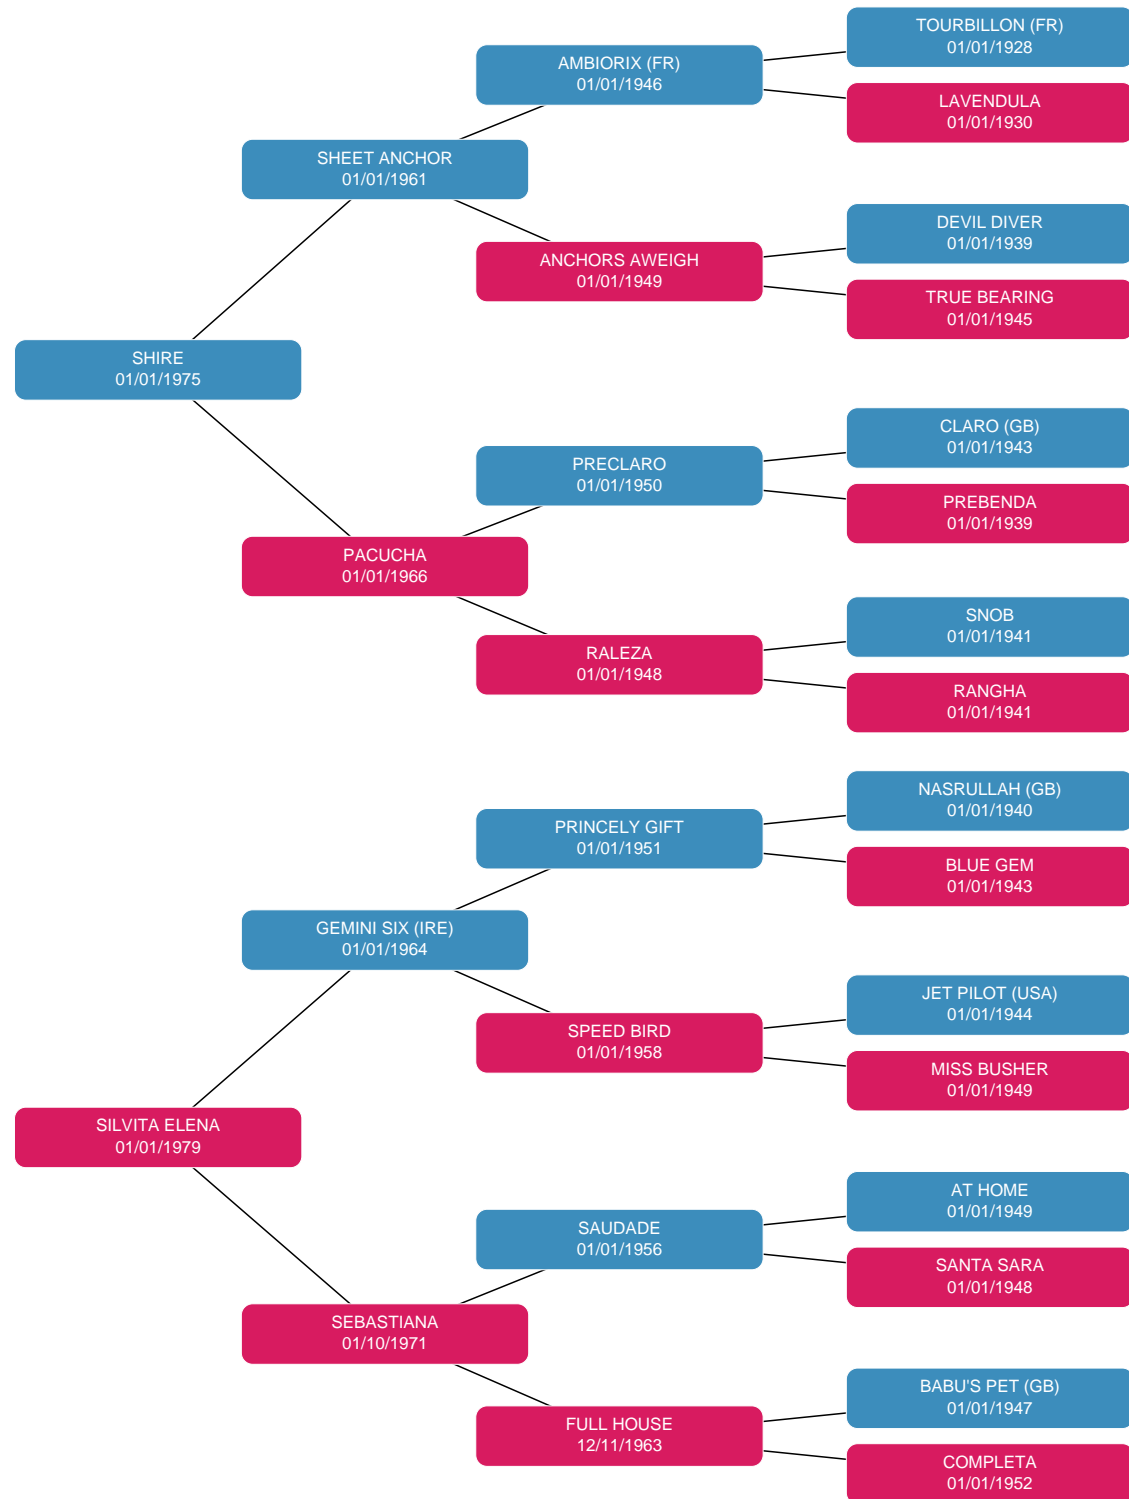 TOURBILLON (FR)
01/01/1928
AMBIORIX (FR)
01/01/1946
LAVENDULA
01/01/1930
SHEET ANCHOR
01/01/1961
DEVIL DIVER
01/01/1939
ANCHORS AWEIGH
01/01/1949
TRUE BEARING
01/01/1945
SHIRE
01/01/1975
CLARO (GB)
01/01/1943
PRECLARO
01/01/1950
PREBENDA
01/01/1939
PACUCHA
01/01/1966
SNOB
01/01/1941
RALEZA
01/01/1948
RANGHA
01/01/1941
NASRULLAH (GB)
01/01/1940
PRINCELY GIFT
01/01/1951
BLUE GEM
01/01/1943
GEMINI SIX (IRE)
01/01/1964
JET PILOT (USA)
01/01/1944
SPEED BIRD
01/01/1958
MISS BUSHER
01/01/1949
SILVITA ELENA
01/01/1979
AT HOME
01/01/1949
SAUDADE
01/01/1956
SANTA SARA
01/01/1948
SEBASTIANA
01/10/1971
BABU'S PET (GB)
01/01/1947
FULL HOUSE
12/11/1963
COMPLETA
01/01/1952